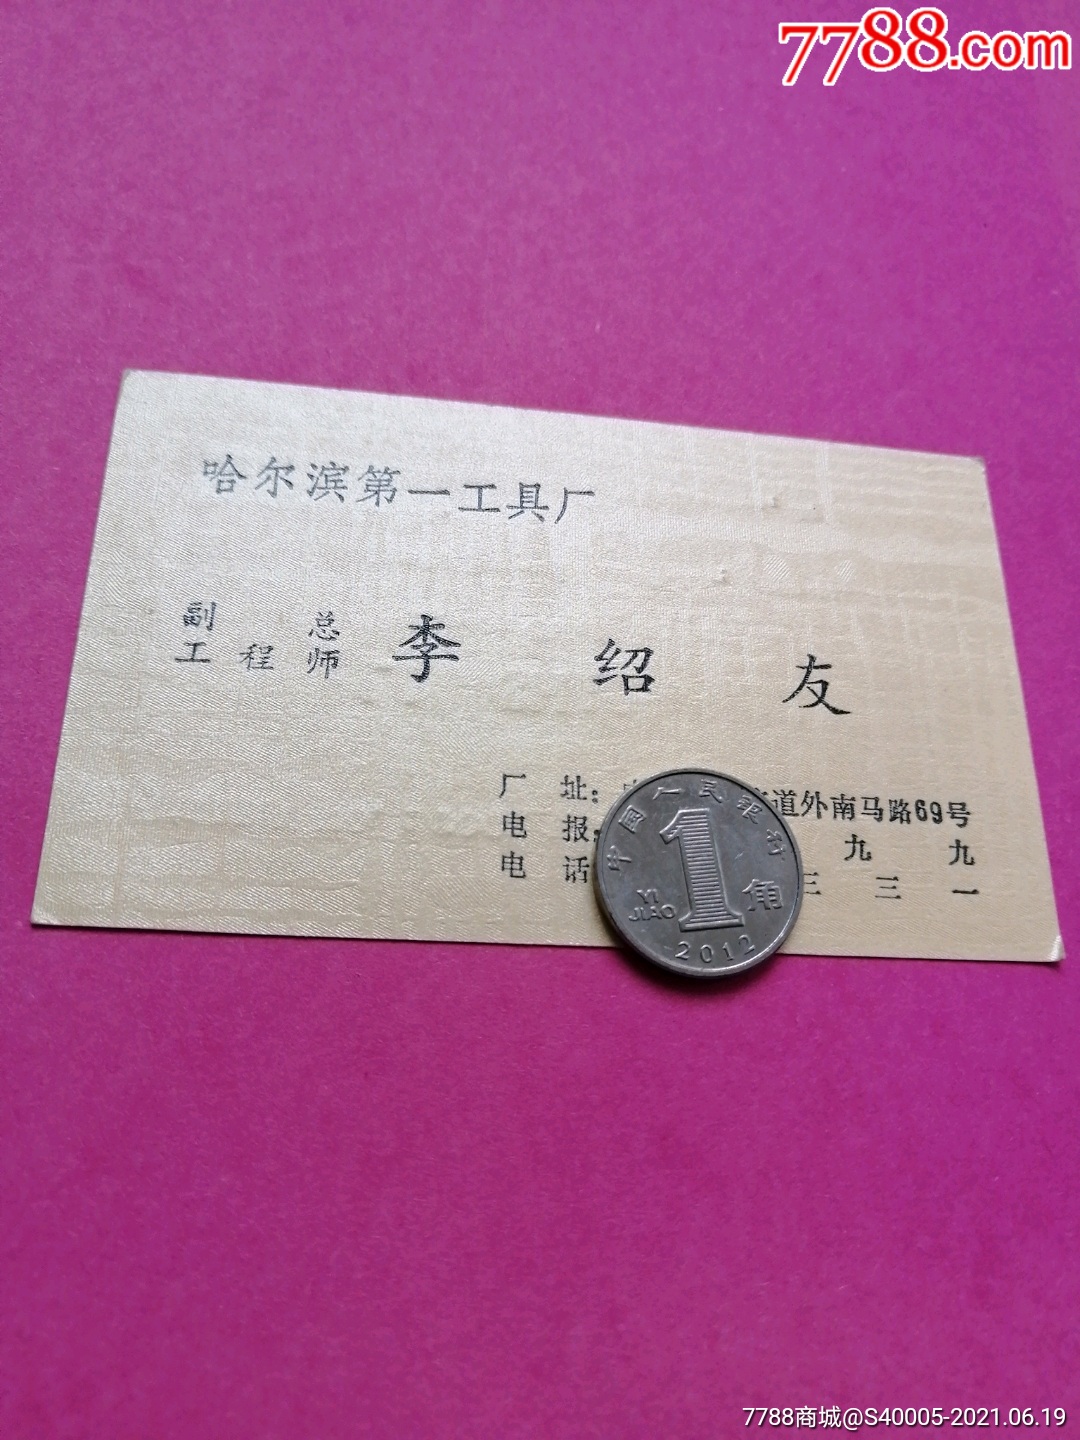 7788.com
哈尔滨第一工具厂
副 总
工程师
李绍友
厂址： 道外南马路69号
电报： 九九
电话 三三一
中国人民银行
1角
YI JIAO
2012
7788商城@S40005-2021.06.19